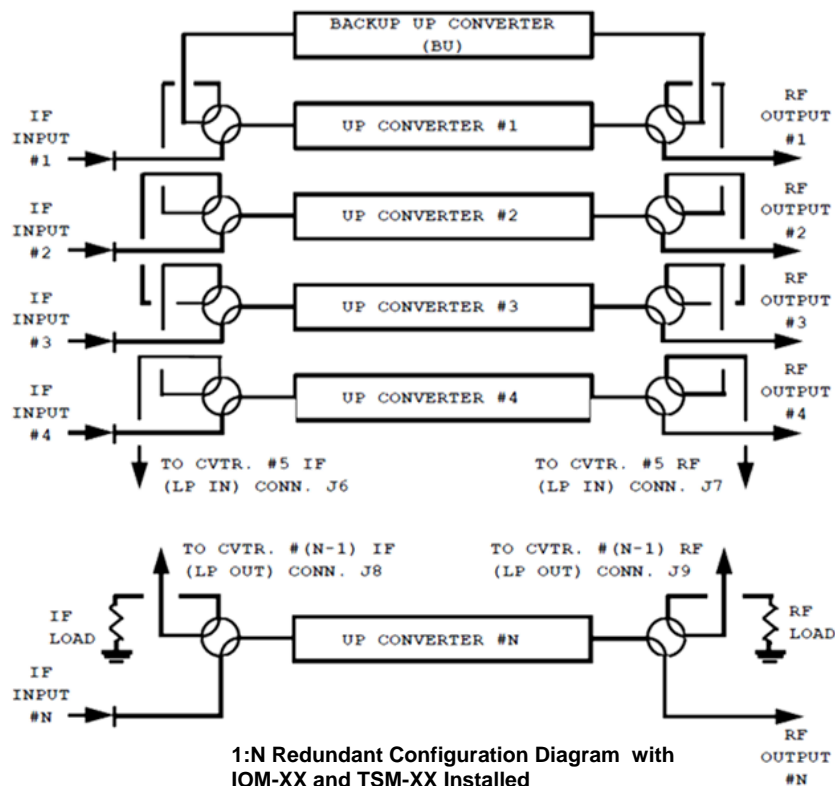 BACKUP UP CONVERTER
(BU)
IF
INPUT
#1
UP CONVERTER #1
RF
OUTPUT
#1
IF
INPUT
#2
UP CONVERTER #2
RF
OUTPUT
#2
IF
INPUT
#3
UP CONVERTER #3
RF
OUTPUT
#3
IF
INPUT
#4
UP CONVERTER #4
RF
OUTPUT
#4
TO CVTR. #5 IF
(LP IN) CONN. J6
TO CVTR. #5 RF
(LP IN) CONN. J7
TO CVTR. #(N-1) IF
(LP OUT) CONN. J8
TO CVTR. #(N-1) RF
(LP OUT) CONN. J9
IF
LOAD
UP CONVERTER #N
RF
LOAD
IF
INPUT
#N
RF
OUTPUT
#N
1:N Redundant Configuration Diagram with
IOM-XX and TSM-XX Installed